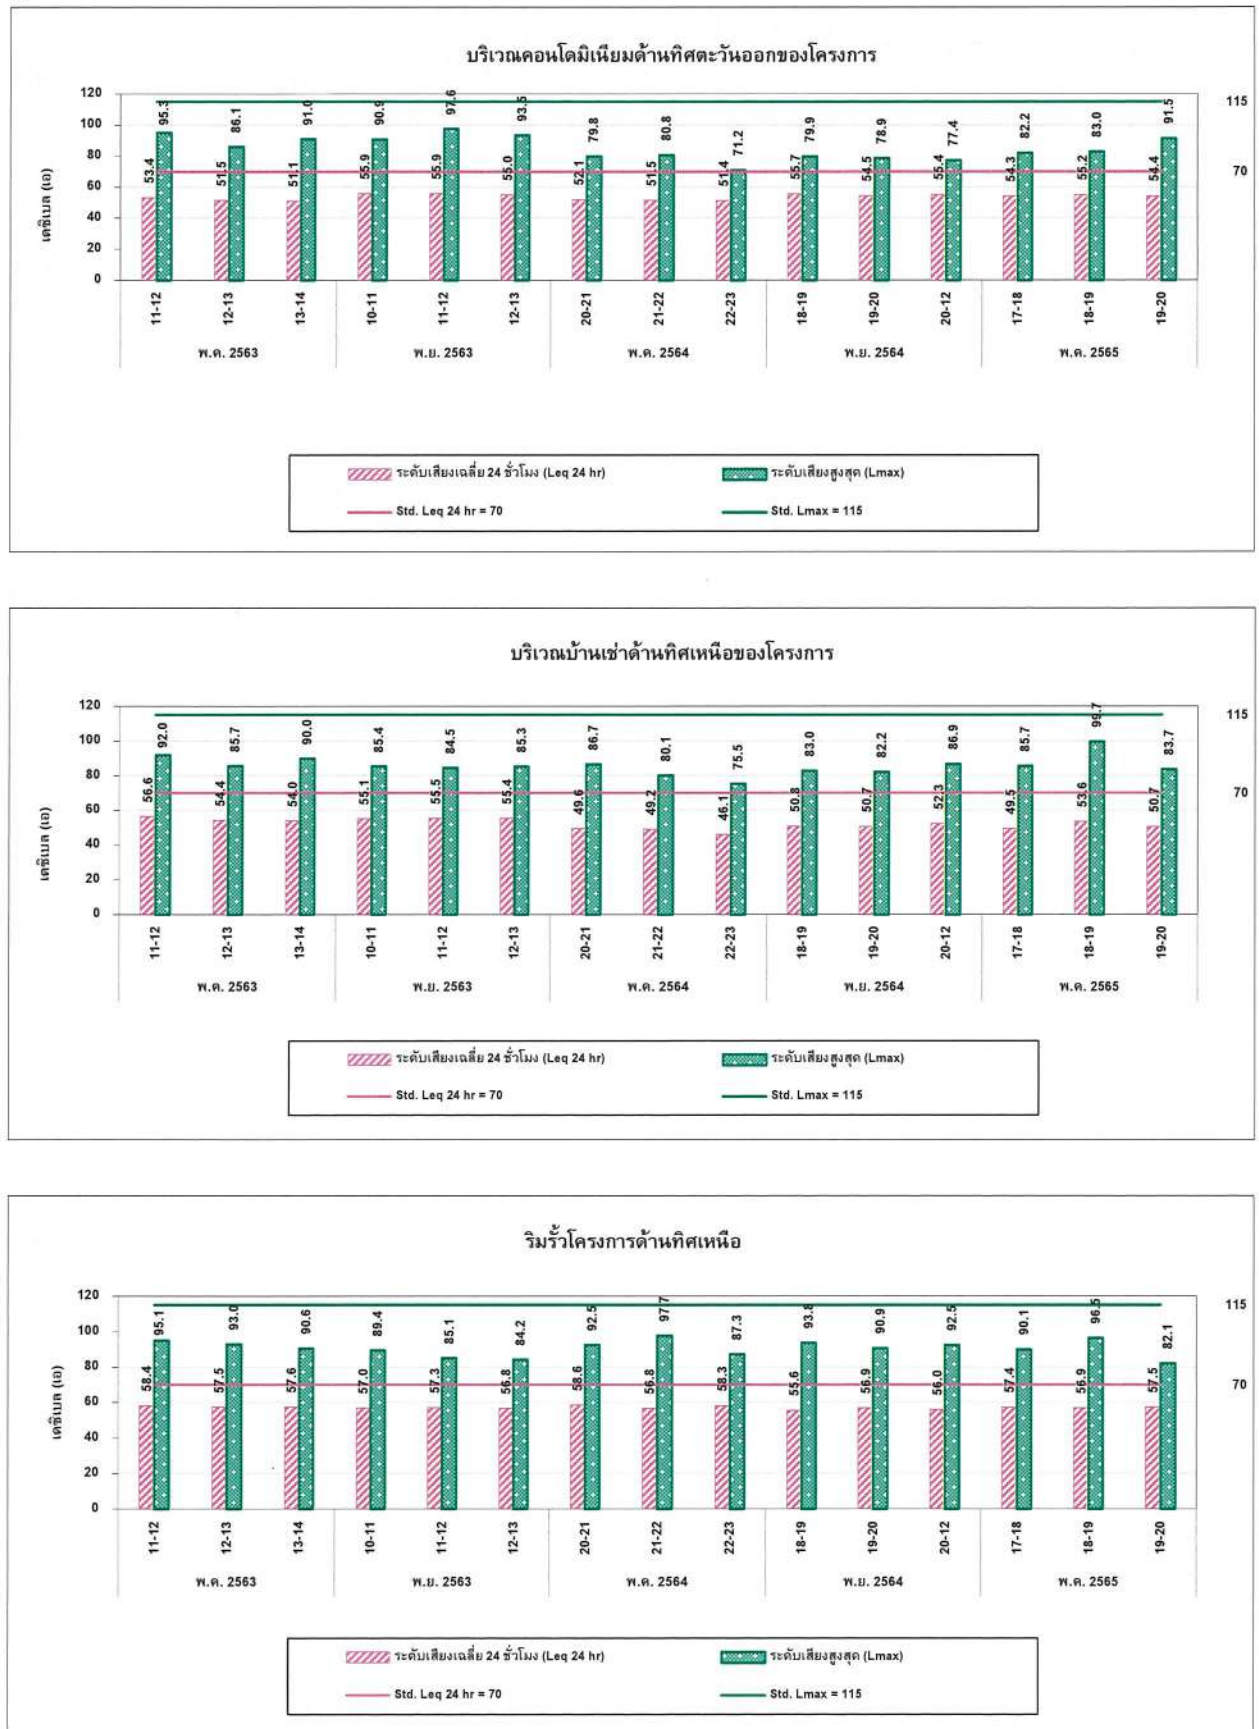 บริเวณคอนโดมิเนียมด้านทิศตะวันออกของโครงการ
120
100
80
60
40
20
0
เดซิเบล (เอ)
115
70
53.4 95.3 51.5 86.1 51.1 91.0 55.9 90.9 55.9 97.6 55.0 93.5 52.1 79.8 51.5 80.8 51.4 71.2 55.7 79.9 54.5 78.9 55.4 77.4 54.3 82.2 55.2 83.0 54.4 91.5
11-12 12-13 13-14 10-11 11-12 12-13 20-21 21-22 22-23 18-19 19-20 20-12 17-18 18-19 19-20
พ.ค. 2563 พ.ย. 2563 พ.ค. 2564 พ.ย. 2564 พ.ค. 2565
ระดับเสียงเฉลี่ย 24 ชั่วโมง (Leq 24 hr) ระดับเสียงสูงสุด (Lmax)
Std. Leq 24 hr = 70 Std. Lmax = 115
บริเวณบ้านเช่าด้านทิศเหนือของโครงการ
120
100
80
60
40
20
0
เดซิเบล (เอ)
115
70
56.6 92.0 54.4 85.7 54.0 90.0 55.1 85.4 55.5 84.5 55.4 85.3 49.6 86.7 49.2 80.1 46.1 75.5 50.8 83.0 50.7 82.2 52.3 86.9 49.5 85.7 53.6 99.7 50.7 83.7
11-12 12-13 13-14 10-11 11-12 12-13 20-21 21-22 22-23 18-19 19-20 20-12 17-18 18-19 19-20
พ.ค. 2563 พ.ย. 2563 พ.ค. 2564 พ.ย. 2564 พ.ค. 2565
ระดับเสียงเฉลี่ย 24 ชั่วโมง (Leq 24 hr) ระดับเสียงสูงสุด (Lmax)
Std. Leq 24 hr = 70 Std. Lmax = 115
ริมรั้วโครงการด้านทิศเหนือ
120
100
80
60
40
20
0
เดซิเบล (เอ)
115
70
58.4 95.1 57.5 93.0 57.6 90.6 57.0 89.4 57.3 85.1 56.8 84.2 58.6 92.5 56.8 97.7 58.3 87.3 55.6 93.8 56.9 90.9 56.0 92.5 57.4 90.1 56.9 96.5 57.5 82.1
11-12 12-13 13-14 10-11 11-12 12-13 20-21 21-22 22-23 18-19 19-20 20-12 17-18 18-19 19-20
พ.ค. 2563 พ.ย. 2563 พ.ค. 2564 พ.ย. 2564 พ.ค. 2565
ระดับเสียงเฉลี่ย 24 ชั่วโมง (Leq 24 hr) ระดับเสียงสูงสุด (Lmax)
Std. Leq 24 hr = 70 Std. Lmax = 115